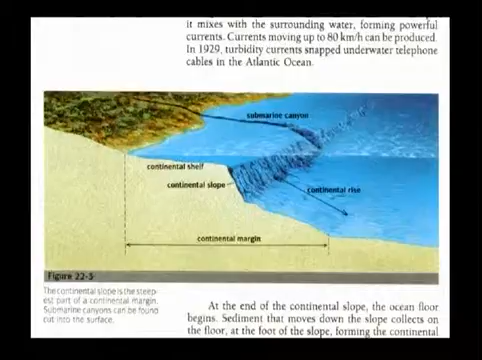 it mixes with the surrounding water, forming powerful
currents. Currents moving up to 80 km/h can be produced.
In 1929, turbidity currents snapped underwater telephone
cables in the Atlantic Ocean.
submarine canyon
continental shelf
continental slope
continental rise
continental margin
Figure 22-5
The continental slope is the steep-
est part of a continental margin.
Submarine canyons can be found
cut into the surface.
At the end of the continental slope, the ocean floor
begins. Sediment that moves down the slope collects on
the floor, at the foot of the slope, forming the continental